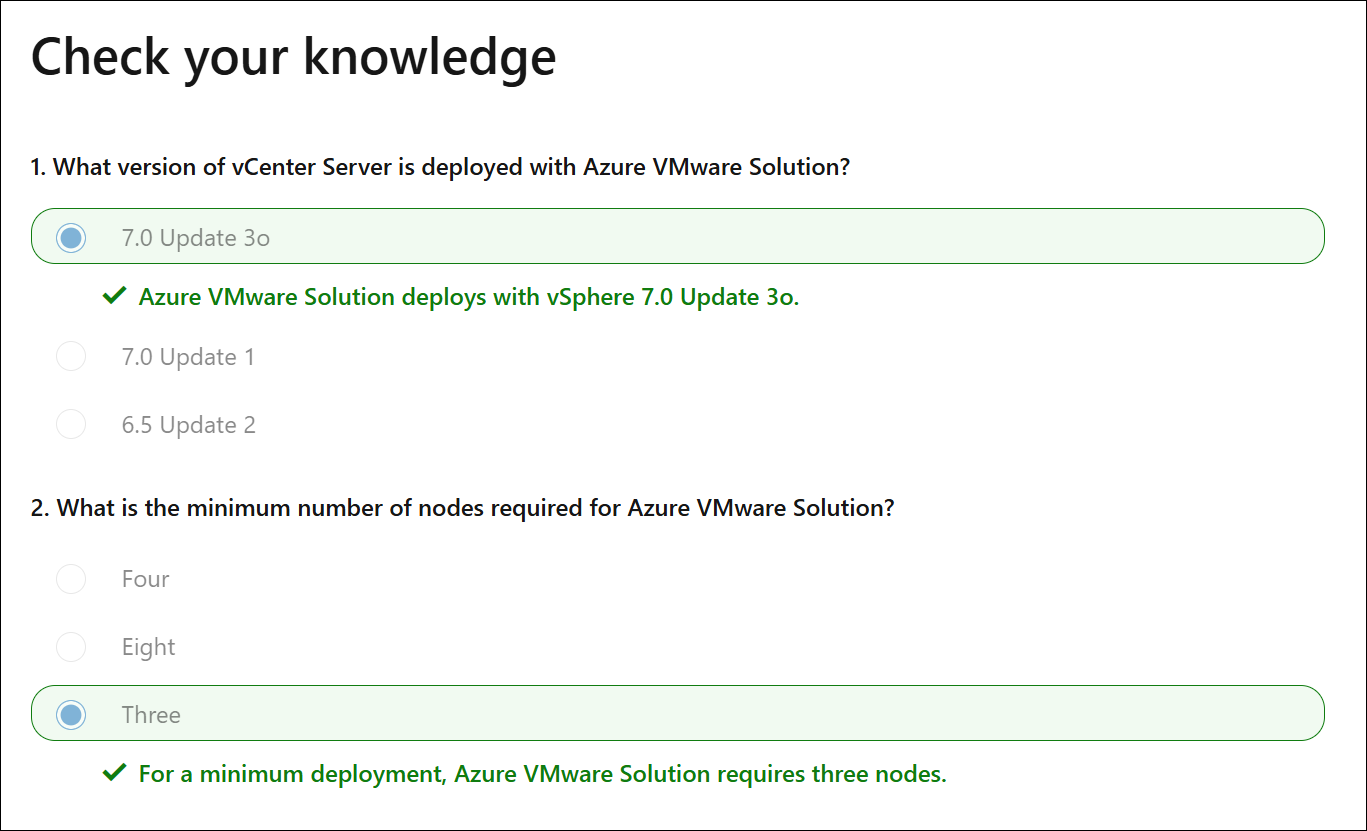 Check your knowledge
1. What version of vCenter Server is deployed with Azure VMware Solution?
7.0 Update 3o
Azure VMware Solution deploys with vSphere 7.0 Update 3o.
7.0 Update 1
6.5 Update 2
2. What is the minimum number of nodes required for Azure VMware Solution?
Four
Eight
Three
For a minimum deployment, Azure VMware Solution requires three nodes.